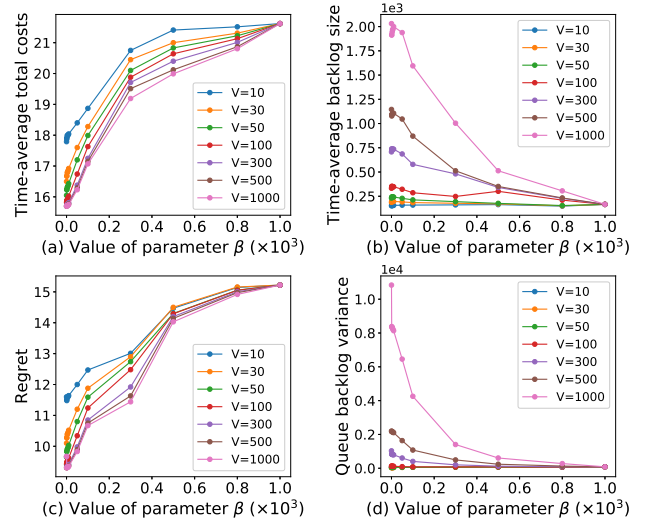 Time-average total costs
21
20
19
18
17
16
V=10
V=30
V=50
V=100
V=300
V=500
V=1000
0.0 0.2 0.4 0.6 0.8 1.0
(a) Value of parameter β (×10³)
1e3
Time-average backlog size
2.00
1.75
1.50
1.25
1.00
0.75
0.50
0.25
V=10
V=30
V=50
V=100
V=300
V=500
V=1000
0.0 0.2 0.4 0.6 0.8 1.0
(b) Value of parameter β (×10³)
Regret
15
14
13
12
11
10
V=10
V=30
V=50
V=100
V=300
V=500
V=1000
0.0 0.2 0.4 0.6 0.8 1.0
(c) Value of parameter β (×10³)
1e4
Queue backlog variance
1.0
0.8
0.6
0.4
0.2
0.0
V=10
V=30
V=50
V=100
V=300
V=500
V=1000
0.0 0.2 0.4 0.6 0.8 1.0
(d) Value of parameter β (×10³)